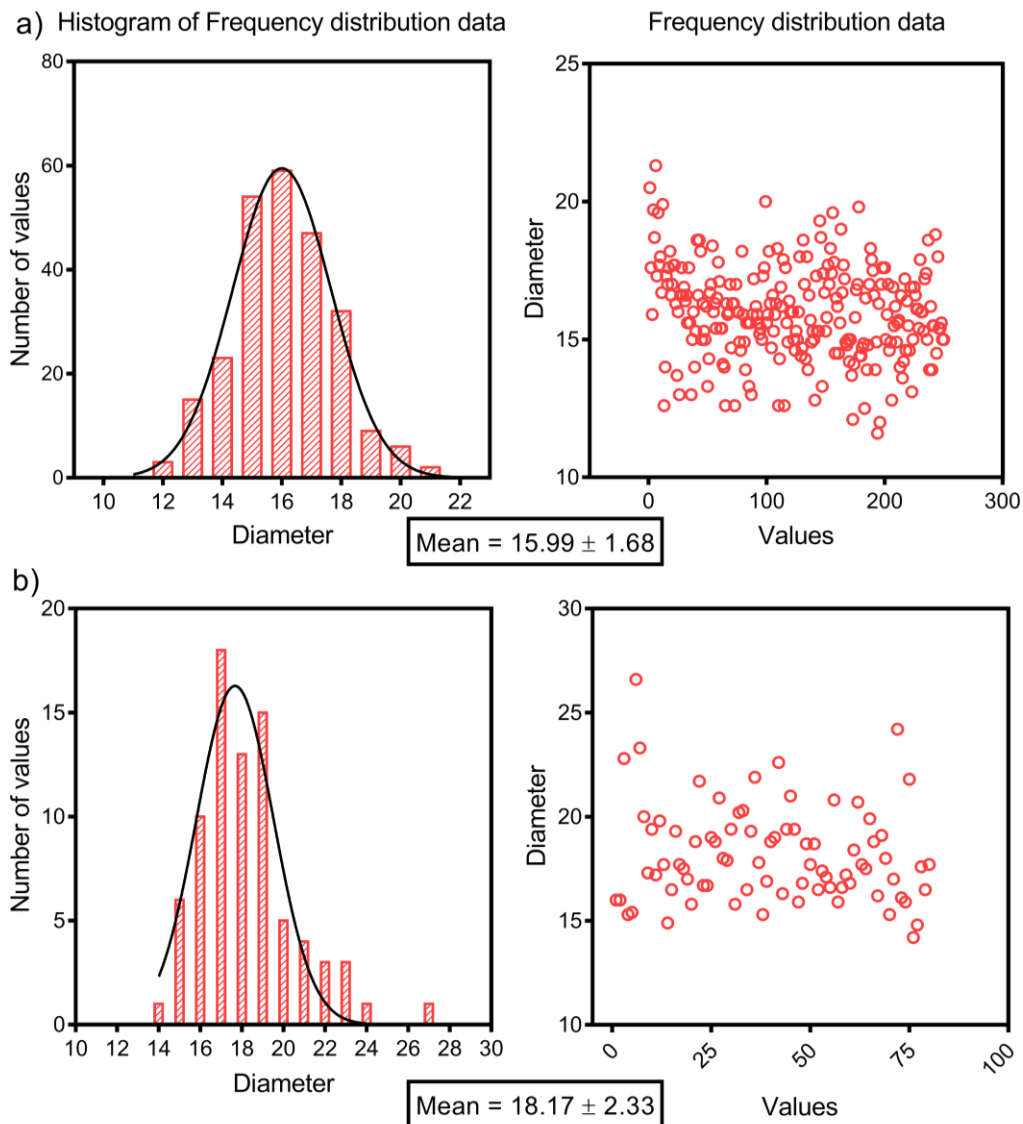 a)
Histogram of Frequency distribution data
Number of values
80
60
40
20
0
10 12 14 16 18 20 22
Diameter
Frequency distribution data
Diameter
25
20
15
10
0 100 200 300
Values
Mean = 15.99 ± 1.68
b)
Number of values
20
15
10
5
0
10 12 14 16 18 20 22 24 26 28 30
Diameter
Diameter
30
25
20
15
10
0 25 50 75 100
Values
Mean = 18.17 ± 2.33